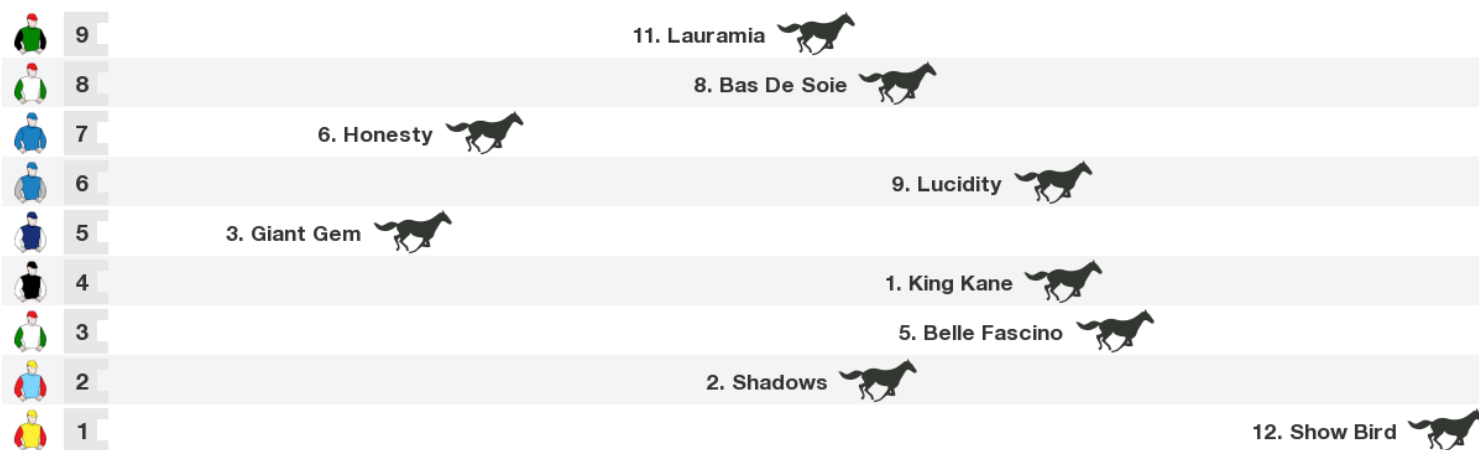 9 11. Lauramia
8 8. Bas De Soie
7 6. Honesty
6 9. Lucidity
5 3. Giant Gem
4 1. King Kane
3 5. Belle Fascino
2 2. Shadows
1 12. Show Bird